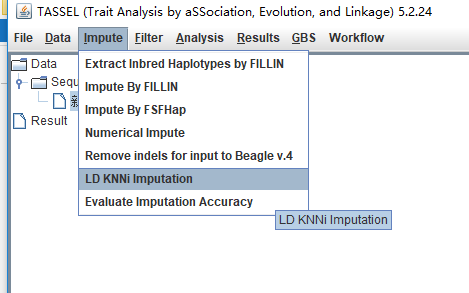 TASSEL (Trait Analysis by aSSociation, Evolution, and Linkage) 5.2.24
File Data Impute Filter Analysis Results GBS Workflow
Data
Sequ
Result
Extract Inbred Haplotypes by FILLIN
Impute By FILLIN
Impute By FSFHap
Numerical Impute
Remove indels for input to Beagle v.4
LD KNNi Imputation
Evaluate Imputation Accuracy
LD KNNi Imputation